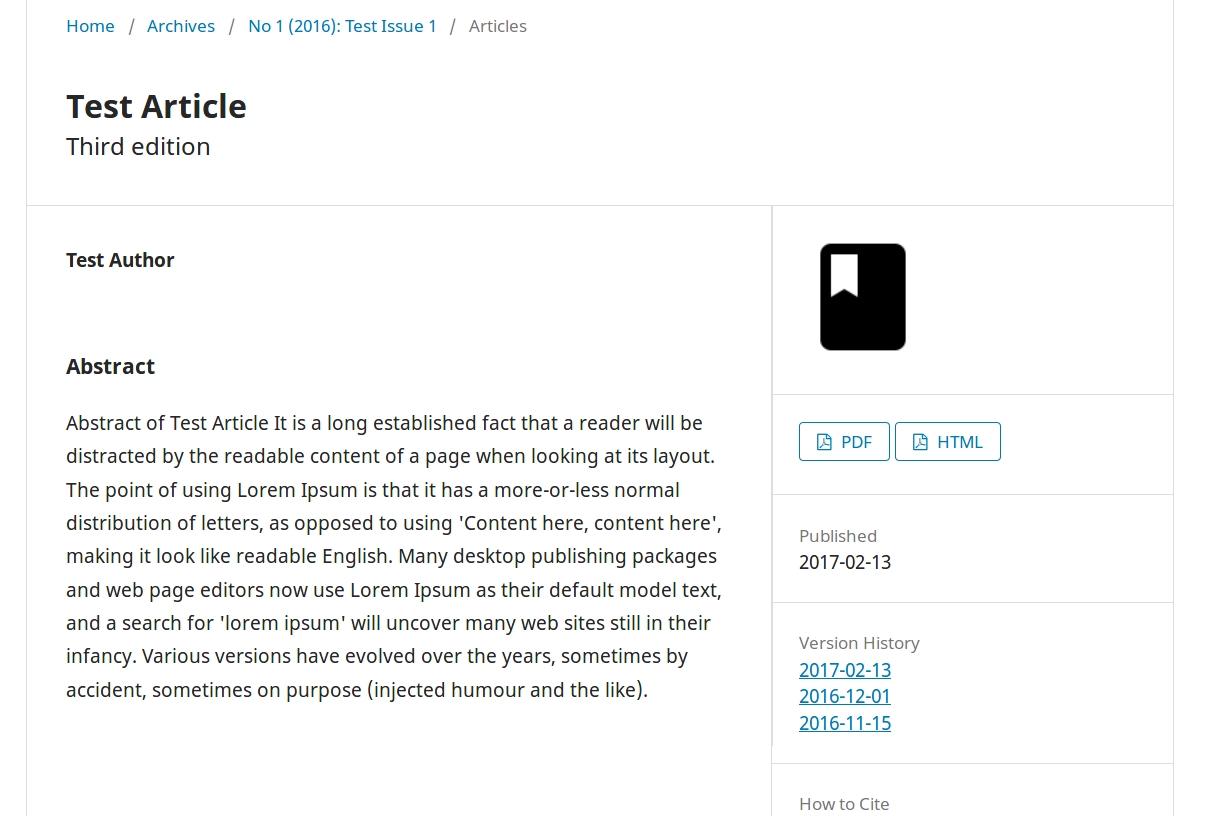 Home / Archives / No 1 (2016): Test Issue 1 / Articles
Test Article
Third edition
Test Author
Abstract
Abstract of Test Article It is a long established fact that a reader will be
distracted by the readable content of a page when looking at its layout.
The point of using Lorem Ipsum is that it has a more-or-less normal
distribution of letters, as opposed to using 'Content here, content here',
making it look like readable English. Many desktop publishing packages
and web page editors now use Lorem Ipsum as their default model text,
and a search for 'lorem ipsum' will uncover many web sites still in their
infancy. Various versions have evolved over the years, sometimes by
accident, sometimes on purpose (injected humour and the like).
PDF HTML
Published
2017-02-13
Version History
2017-02-13
2016-12-01
2016-11-15
How to Cite